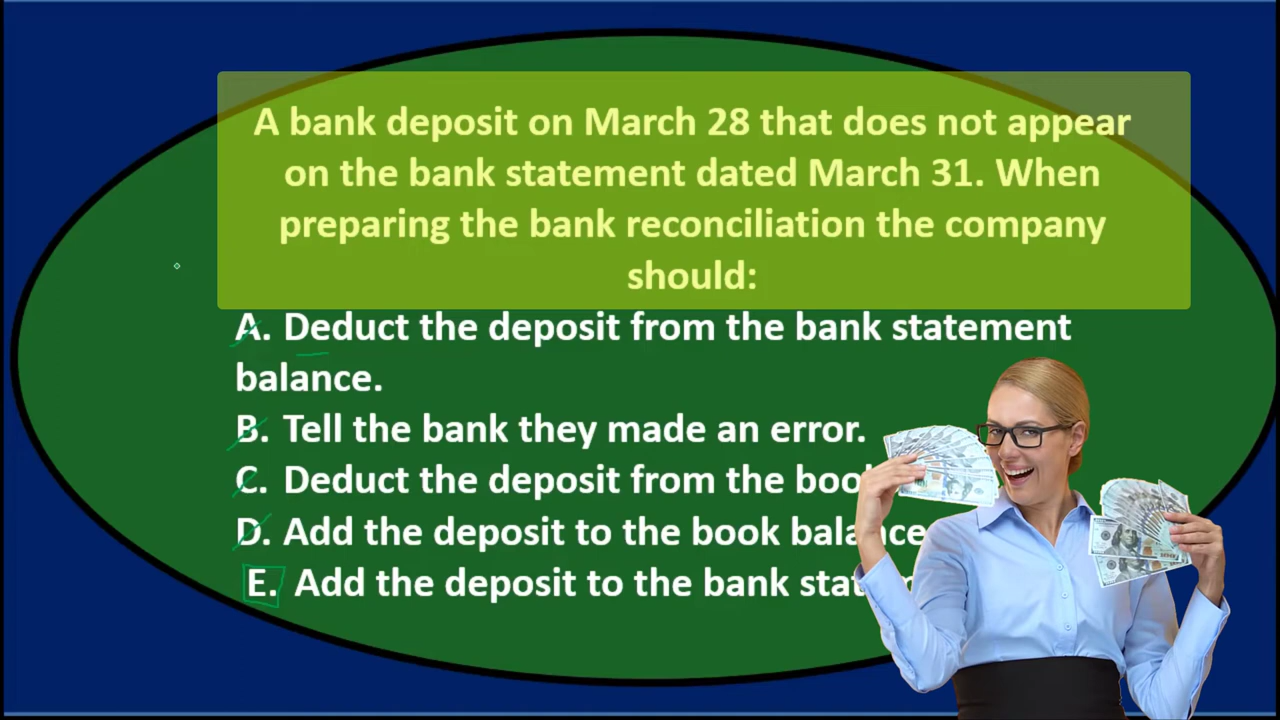 A bank deposit on March 28 that does not appear
on the bank statement dated March 31. When
preparing the bank reconciliation the company
should:
A. Deduct the deposit from the bank statement
balance.
B. Tell the bank they made an error.
C. Deduct the deposit from the
D. Add the deposit to the book balance
E. Add the deposit to the bank